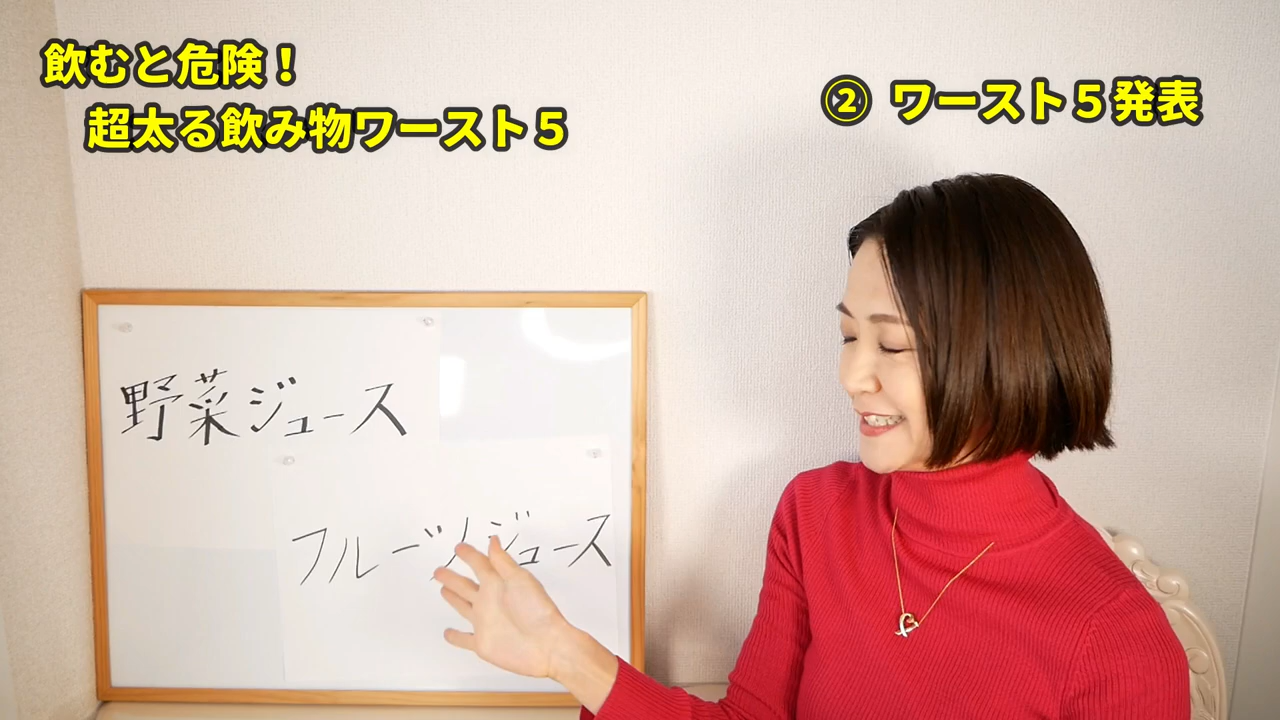 飲むと危険！
超太る飲み物ワースト５
② ワースト５発表
野菜ジュース
フルーツジュース